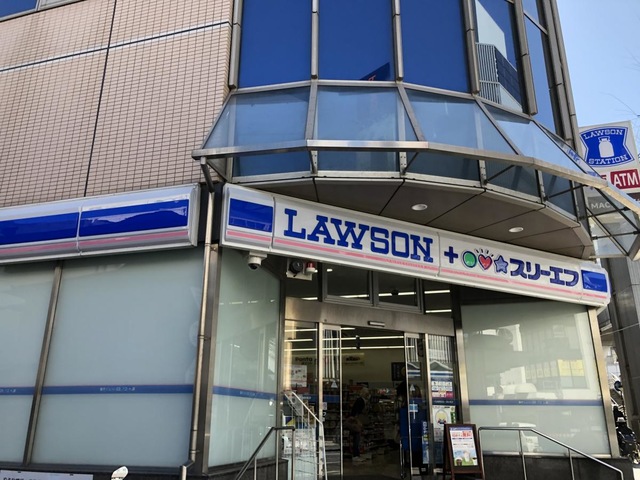 LAWSON + スリーエフ
LAWSON
STATION
ATM